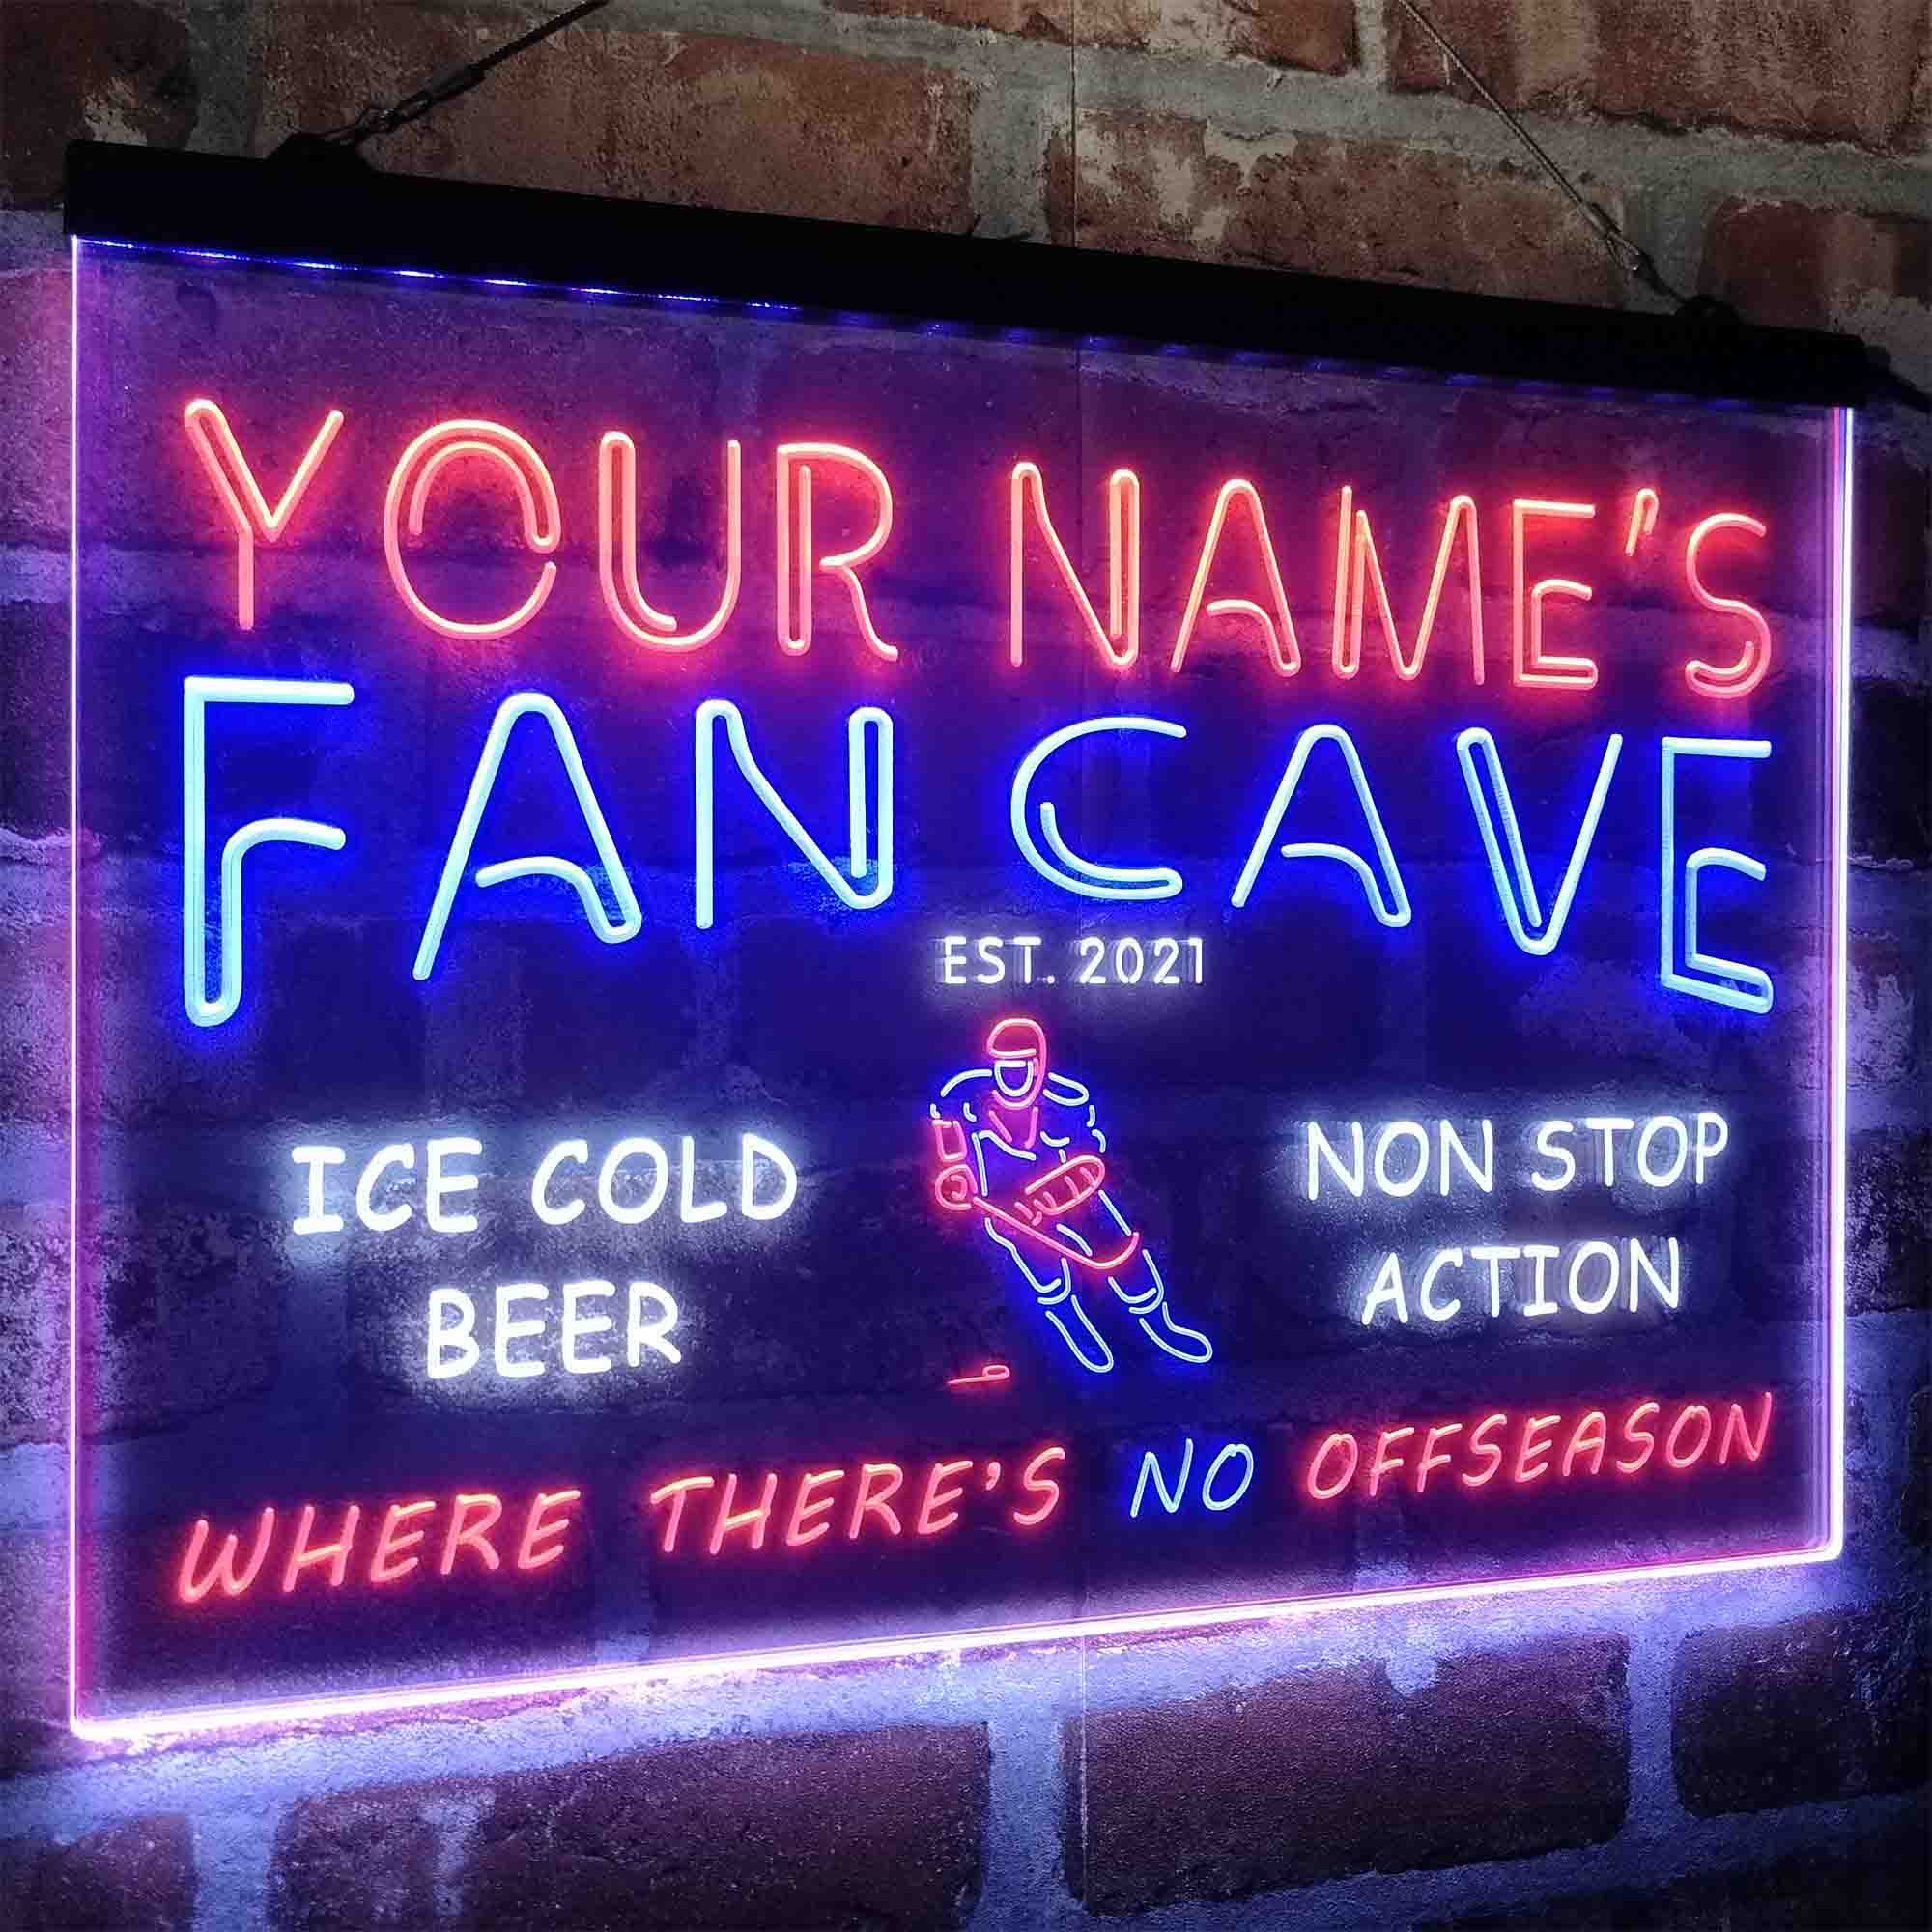 YOUR NAME'S
FAN CAVE
EST. 2021
ICE COLD
BEER
NON STOP
ACTION
WHERE THERE'S NO OFFSEASON